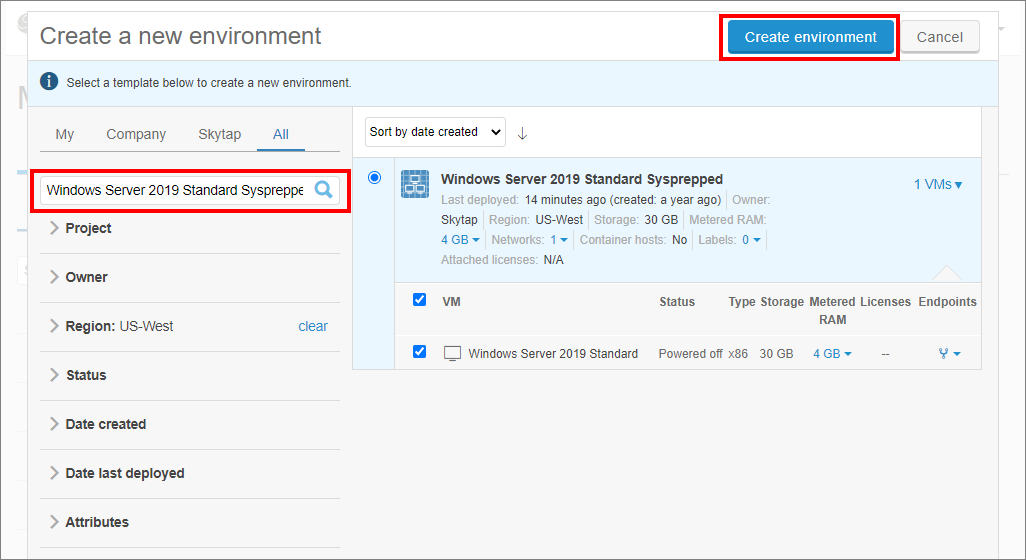 Create a new environment
Create environment
Cancel
Select a template below to create a new environment.
My
Company
Skytap
All
Windows Server 2019 Standard Sysprepp
Project
Owner
Region: US-West
clear
Status
Date created
Date last deployed
Attributes
Sort by date created
Windows Server 2019 Standard Sysprepped
1 VMs
Last deployed: 14 minutes ago (created: a year ago) Owner:
Skytap Region: US-West Storage: 30 GB Metered RAM:
4 GB Networks: 1 Container hosts: No Labels: 0
Attached licenses: N/A
VM Status Type Storage Metered Licenses Endpoints
RAM
Windows Server 2019 Standard Powered off x86 30 GB 4 GB --